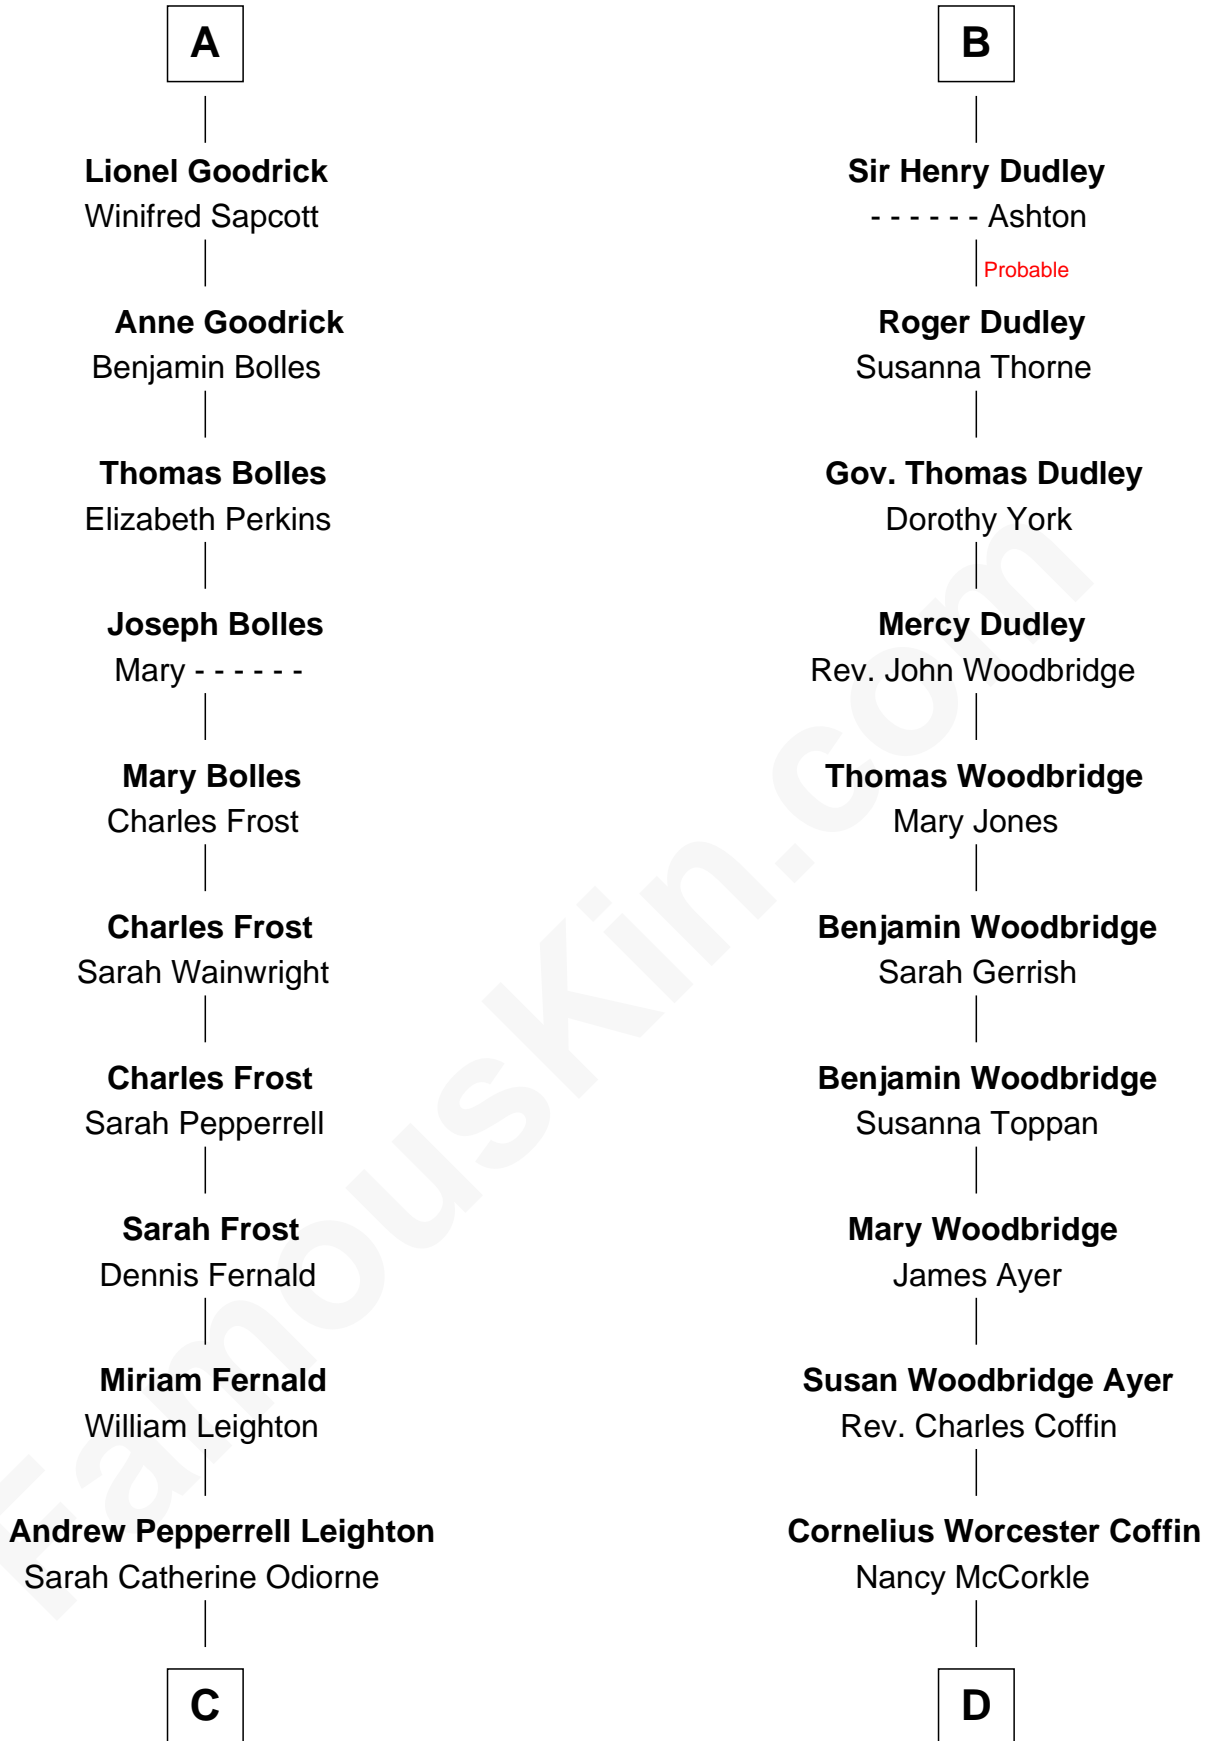 A
Lionel Goodrick
Winifred Sapcott
Anne Goodrick
Benjamin Bolles
Thomas Bolles
Elizabeth Perkins
Joseph Bolles
Mary - - - - - -
Mary Bolles
Charles Frost
Charles Frost
Sarah Wainwright
Charles Frost
Sarah Pepperrell
Sarah Frost
Dennis Fernald
Miriam Fernald
William Leighton
Andrew Pepperrell Leighton
Sarah Catherine Odiorne
C
B
Sir Henry Dudley
- - - - - - Ashton
Probable
Roger Dudley
Susanna Thorne
Gov. Thomas Dudley
Dorothy York
Mercy Dudley
Rev. John Woodbridge
Thomas Woodbridge
Mary Jones
Benjamin Woodbridge
Sarah Gerrish
Benjamin Woodbridge
Susanna Toppan
Mary Woodbridge
James Ayer
Susan Woodbridge Ayer
Rev. Charles Coffin
Cornelius Worcester Coffin
Nancy McCorkle
D
FamousKin.com